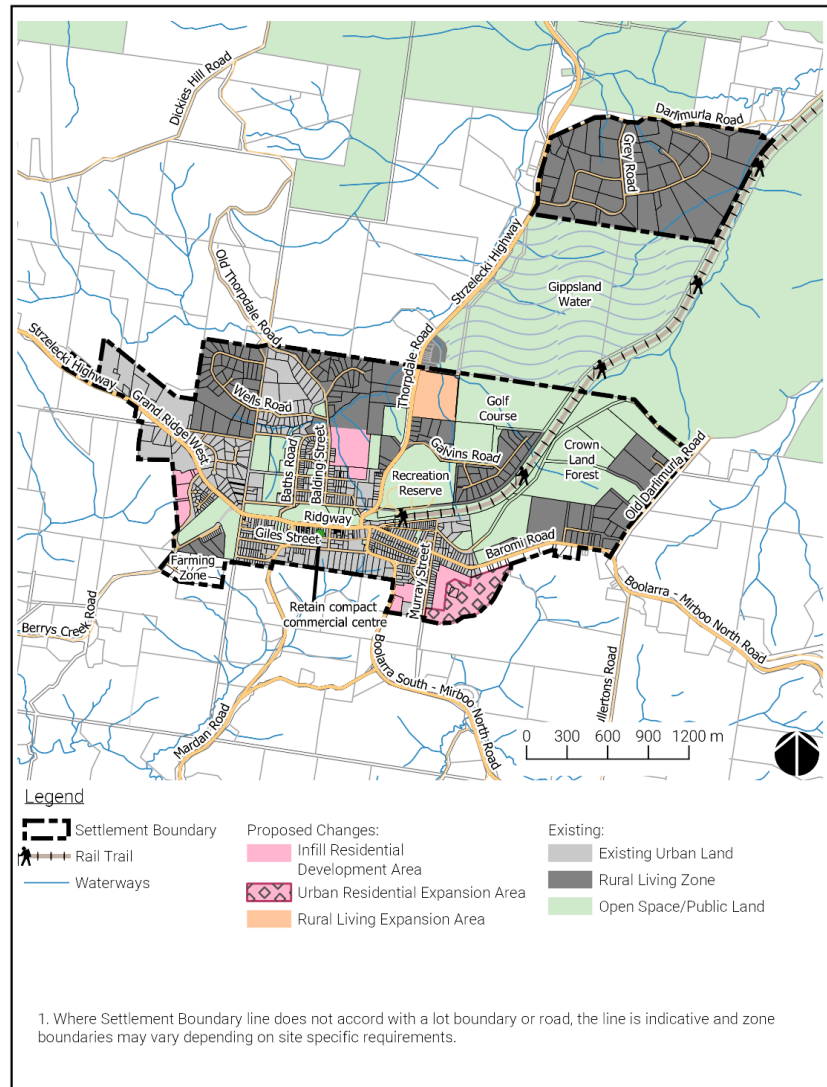 Dickies Hill Road
Darlimurla Road
Grey Road
Strzelecki Highway
Gippsland
Water
Old Thorpdale Road
Thorpdale Road
Strzelecki Highway
Grand Ridge West
Wells Road
Golf
Course
Baths Road
Balding Street
Galvins Road
Crown
Land
Forest
Recreation
Reserve
Old Darlimurla Road
Ridgway
Giles Street
Baromi Road
Farming
Zone
Murray Street
Retain compact
commercial centre
Berrys Creek Road
Boolarra - Mirboo North Road
Boolarra South - Mirboo North Road
Mardan Road
ullertons Road
0 300 600 900 1200 m
Legend
Settlement Boundary
Rail Trail
Waterways
Proposed Changes:
Infill Residential
Development Area
Urban Residential Expansion Area
Rural Living Expansion Area
Existing:
Existing Urban Land
Rural Living Zone
Open Space/Public Land
1. Where Settlement Boundary line does not accord with a lot boundary or road, the line is indicative and zone
boundaries may vary depending on site specific requirements.